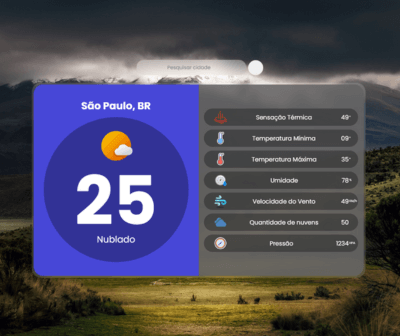 Pesquisar cidade
São Paulo, BR
25
Nublado
Sensação Térmica 49°
Temperatura Mínima 09°
Temperatura Máxima 35°
Umidade 78%
Velocidade do Vento 49km/h
Quantidade de nuvens 50
Pressão 1234hPa